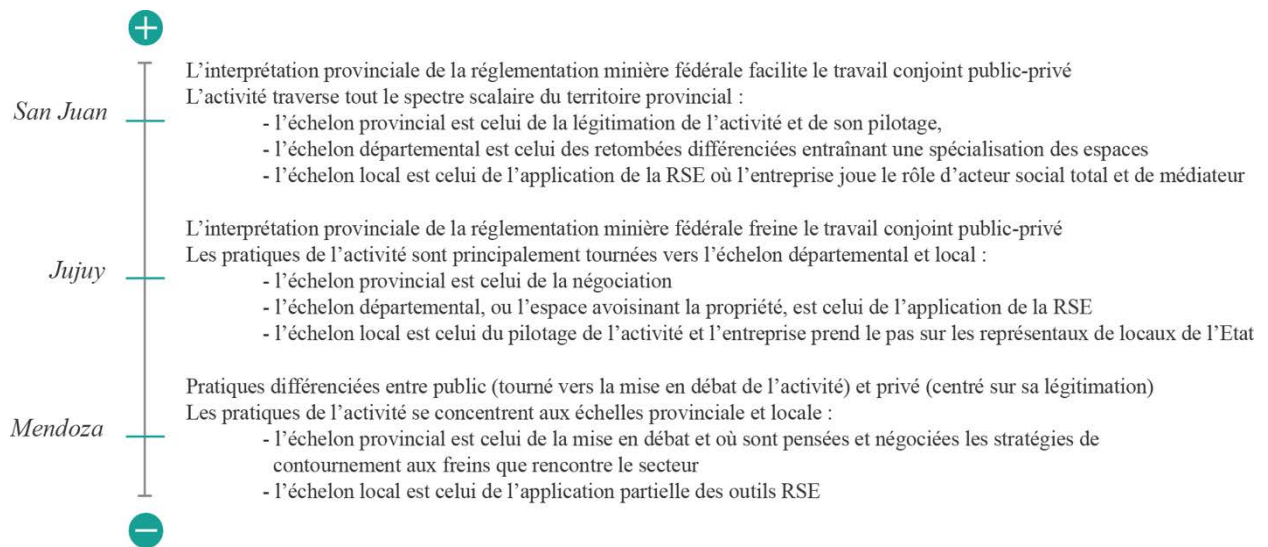 +
L’interprétation provinciale de la réglementation minière fédérale facilite le travail conjoint public-privé
L’activité traverse tout le spectre scalaire du territoire provincial :
San Juan
- l’échelon provincial est celui de la légitimation de l’activité et de son pilotage,
- l’échelon départemental est celui des retombées différenciées entraînant une spécialisation des espaces
- l’échelon local est celui de l’application de la RSE où l’entreprise joue le rôle d’acteur social total et de médiateur
L’interprétation provinciale de la réglementation minière fédérale freine le travail conjoint public-privé
Les pratiques de l’activité sont principalement tournées vers l’échelon départemental et local :
Jujuy
- l’échelon provincial est celui de la négociation
- l’échelon départemental, ou l’espace avoisinant la propriété, est celui de l’application de la RSE
- l’échelon local est celui du pilotage de l’activité et l’entreprise prend le pas sur les représentaux de locaux de l’Etat
Pratiques différenciées entre public (tourné vers la mise en débat de l’activité) et privé (centré sur sa légitimation)
Les pratiques de l’activité se concentrent aux échelles provinciale et locale :
Mendoza
- l’échelon provincial est celui de la mise en débat et où sont pensées et négociées les stratégies de
contournement aux freins que rencontre le secteur
- l’échelon local est celui de l’application partielle des outils RSE
−